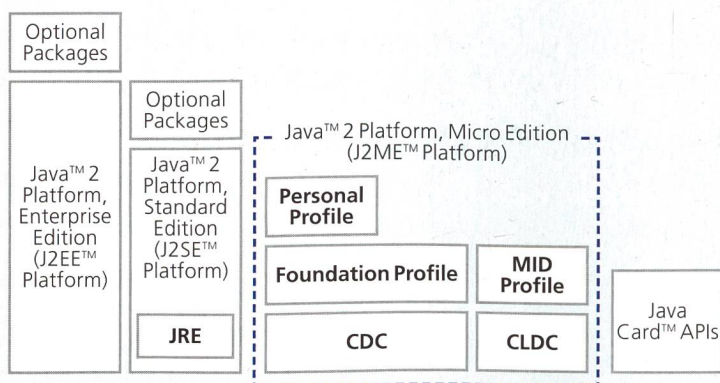 Optional
Packages
Java™ 2
Platform,
Enterprise
Edition
(J2EE™
Platform)
Optional
Packages
Java™ 2
Platform,
Standard
Edition
(J2SE™
Platform)
JRE
Java™ 2 Platform, Micro Edition
(J2ME™ Platform)
Personal
Profile
Foundation Profile
MID
Profile
CDC
CLDC
Java
Card™ APIs